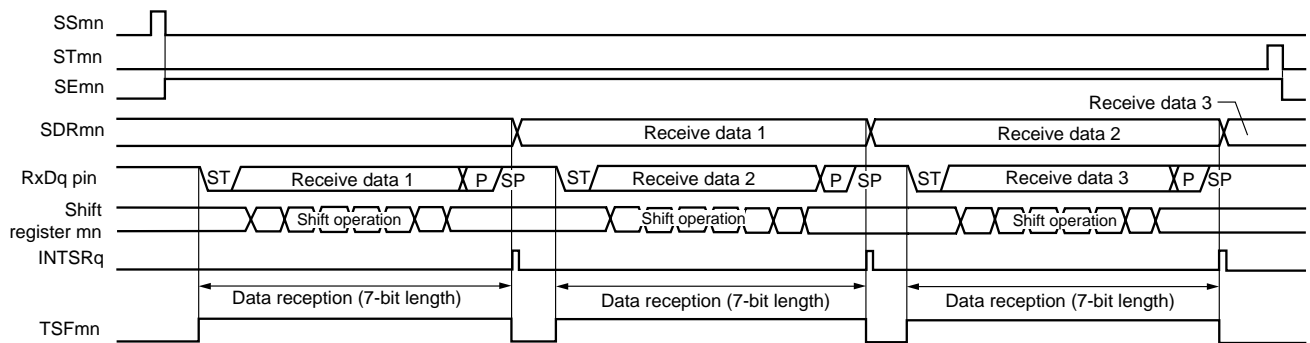 SSmn
STmn
SEmn
Receive data 3
SDRmn
Receive data 1
Receive data 2
RxDq pin
ST
Receive data 1
P
SP
ST
Receive data 2
P
SP
ST
Receive data 3
P
SP
Shift
register mn
Shift operation
Shift operation
Shift operation
INTSRq
Data reception (7-bit length)
Data reception (7-bit length)
Data reception (7-bit length)
TSFmn